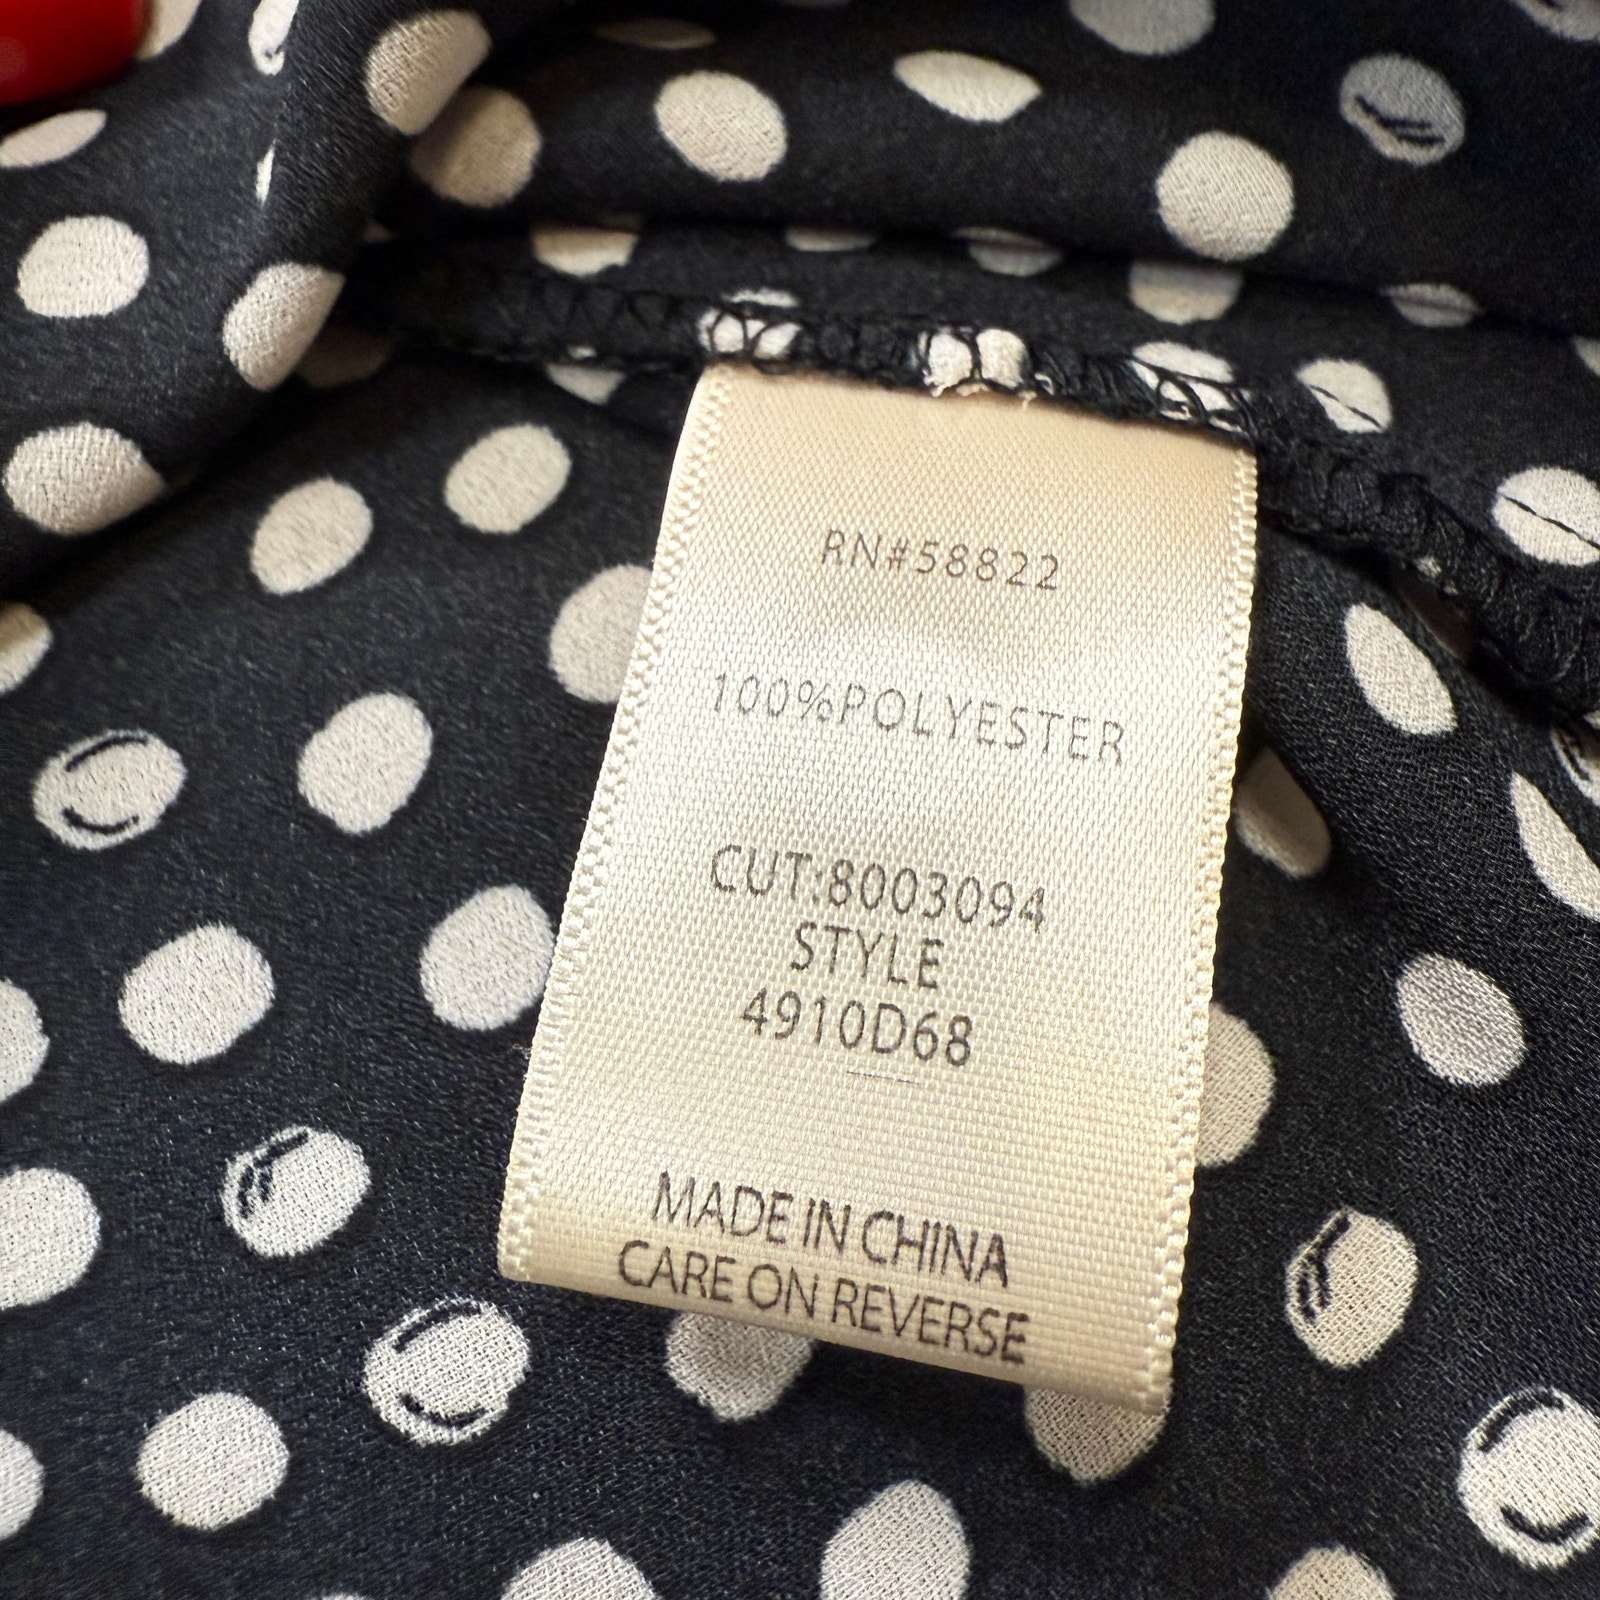 RN#58822
100%POLYESTER
CUT:8003094
STYLE
4910D68
MADE IN CHINA
CARE ON REVERSE